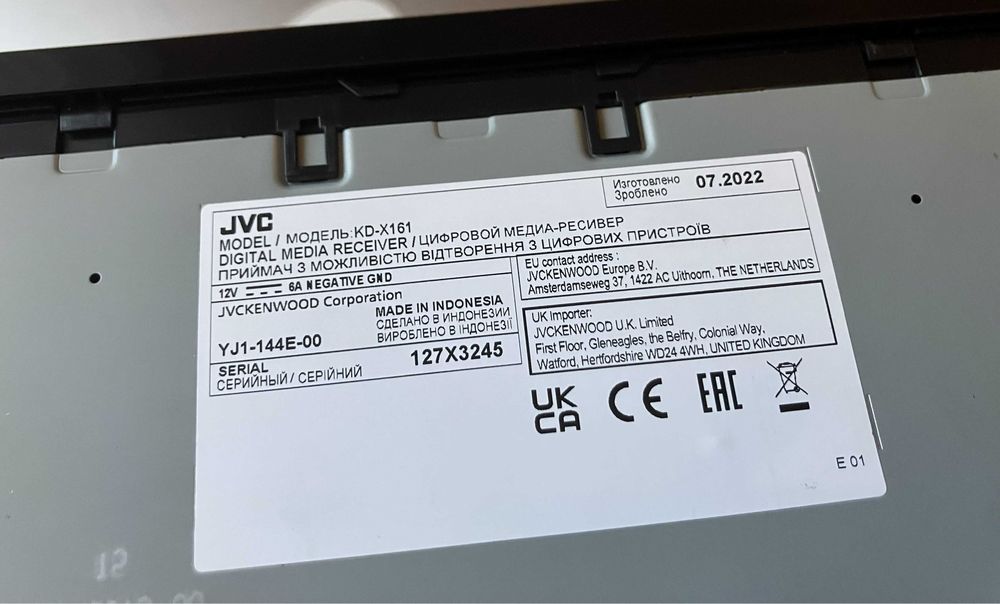 Изготовлено
Зроблено
07.2022
JVC
MODEL / МОДЕЛЬ:KD-X161
DIGITAL MEDIA RECEIVER / ЦИФРОВОЙ МЕДИА-РЕСИВЕР
ПРИЙМАЧ З МОЖЛИВІСТЮ ВІДТВОРЕННЯ З ЦИФРОВИХ ПРИСТРОЇВ
12V 6A NEGATIVE GND
JVCKENWOOD Corporation
MADE IN INDONESIA
СДЕЛАНО В ИНДОНЕЗИИ
ВИРОБЛЕНО В ІНДОНЕЗІЇ
YJ1-144E-00
SERIAL
СЕРИЙНЫЙ / СЕРІЙНИЙ
127X3245
EU contact address :
JVCKENWOOD Europe B.V.
Amsterdamseweg 37, 1422 AC Uithoorn, THE NETHERLANDS
UK Importer:
JVCKENWOOD U.K. Limited
First Floor, Gleneagles, the Belfry, Colonial Way,
Watford, Hertfordshire WD24 4WH, UNITED KINGDOM
UK
CA
CE
EAC
E 01